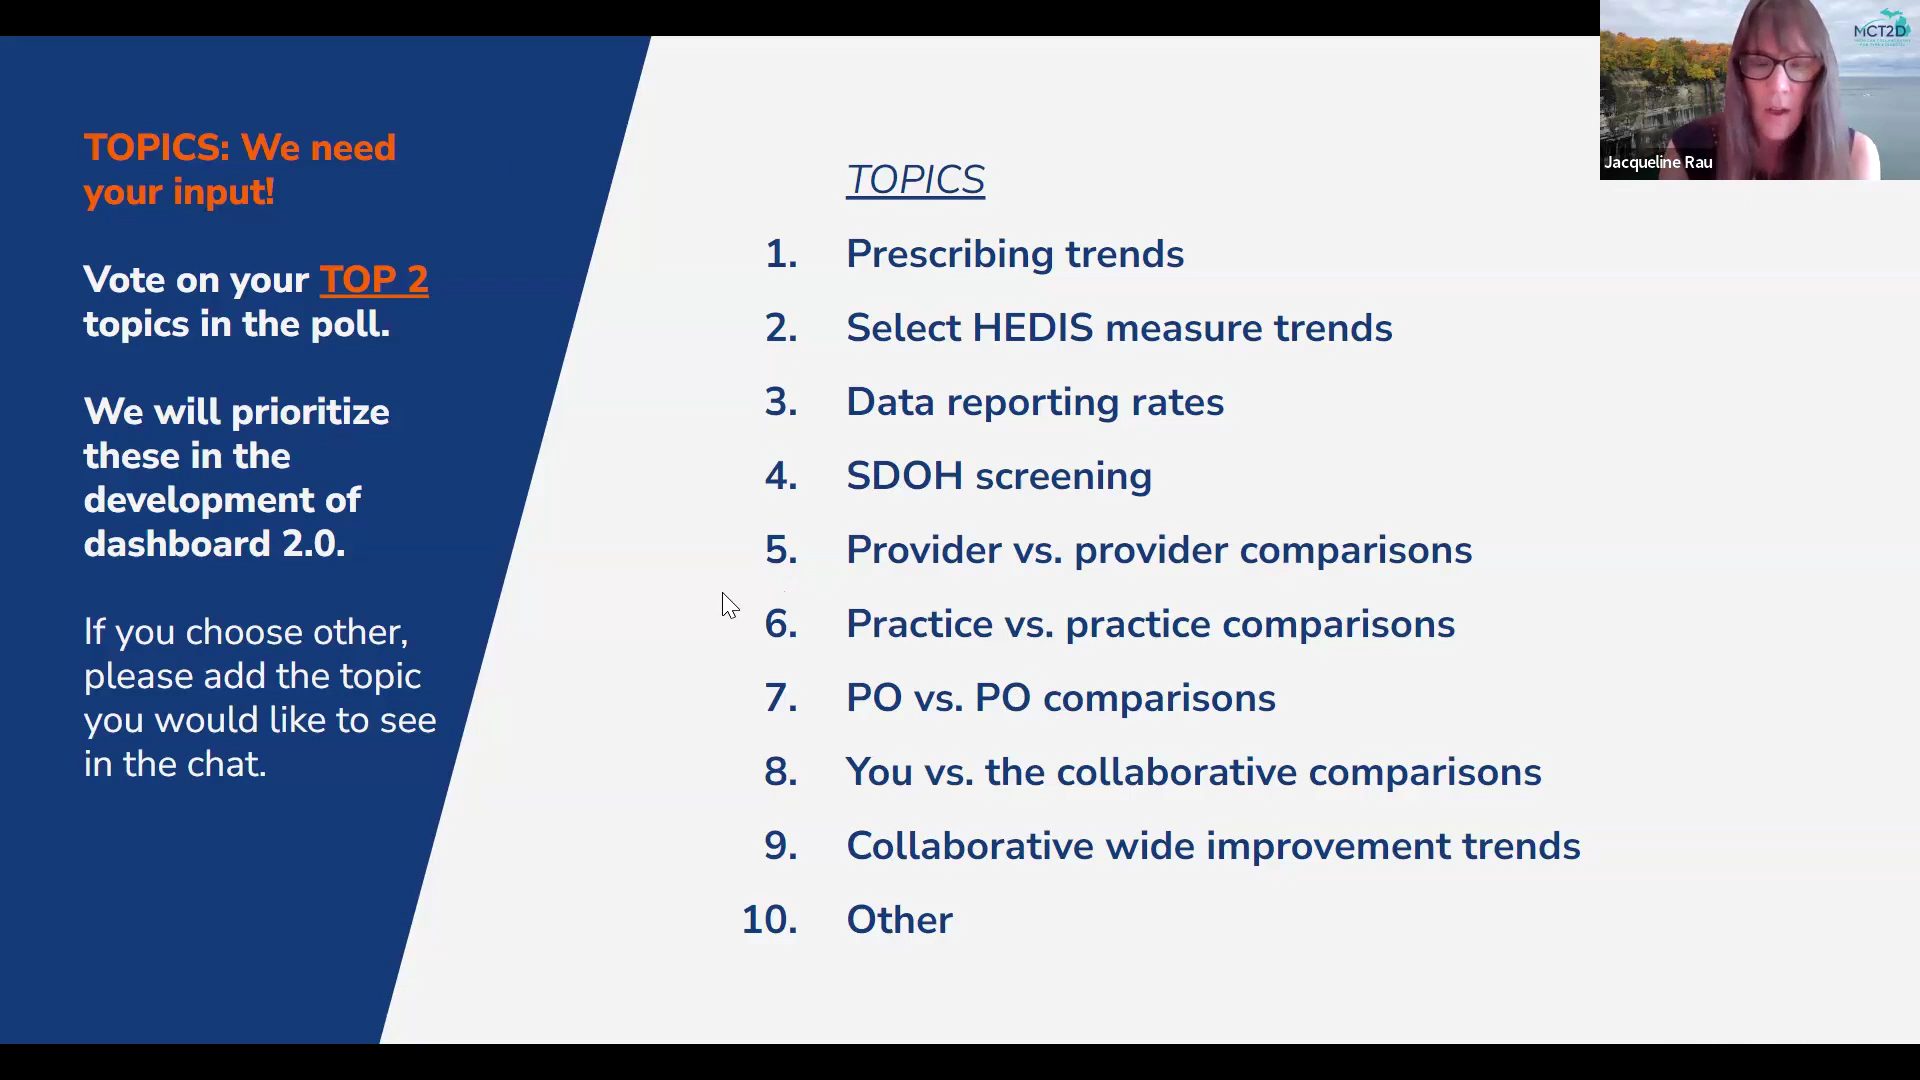 TOPICS: We need
your input!
Vote on your TOP 2
topics in the poll.
We will prioritize
these in the
development of
dashboard 2.0.
If you choose other,
please add the topic
you would like to see
in the chat.
TOPICS
1. Prescribing trends
2. Select HEDIS measure trends
3. Data reporting rates
4. SDOH screening
5. Provider vs. provider comparisons
6. Practice vs. practice comparisons
7. PO vs. PO comparisons
8. You vs. the collaborative comparisons
9. Collaborative wide improvement trends
10. Other
MCT2D
Jacqueline Rau